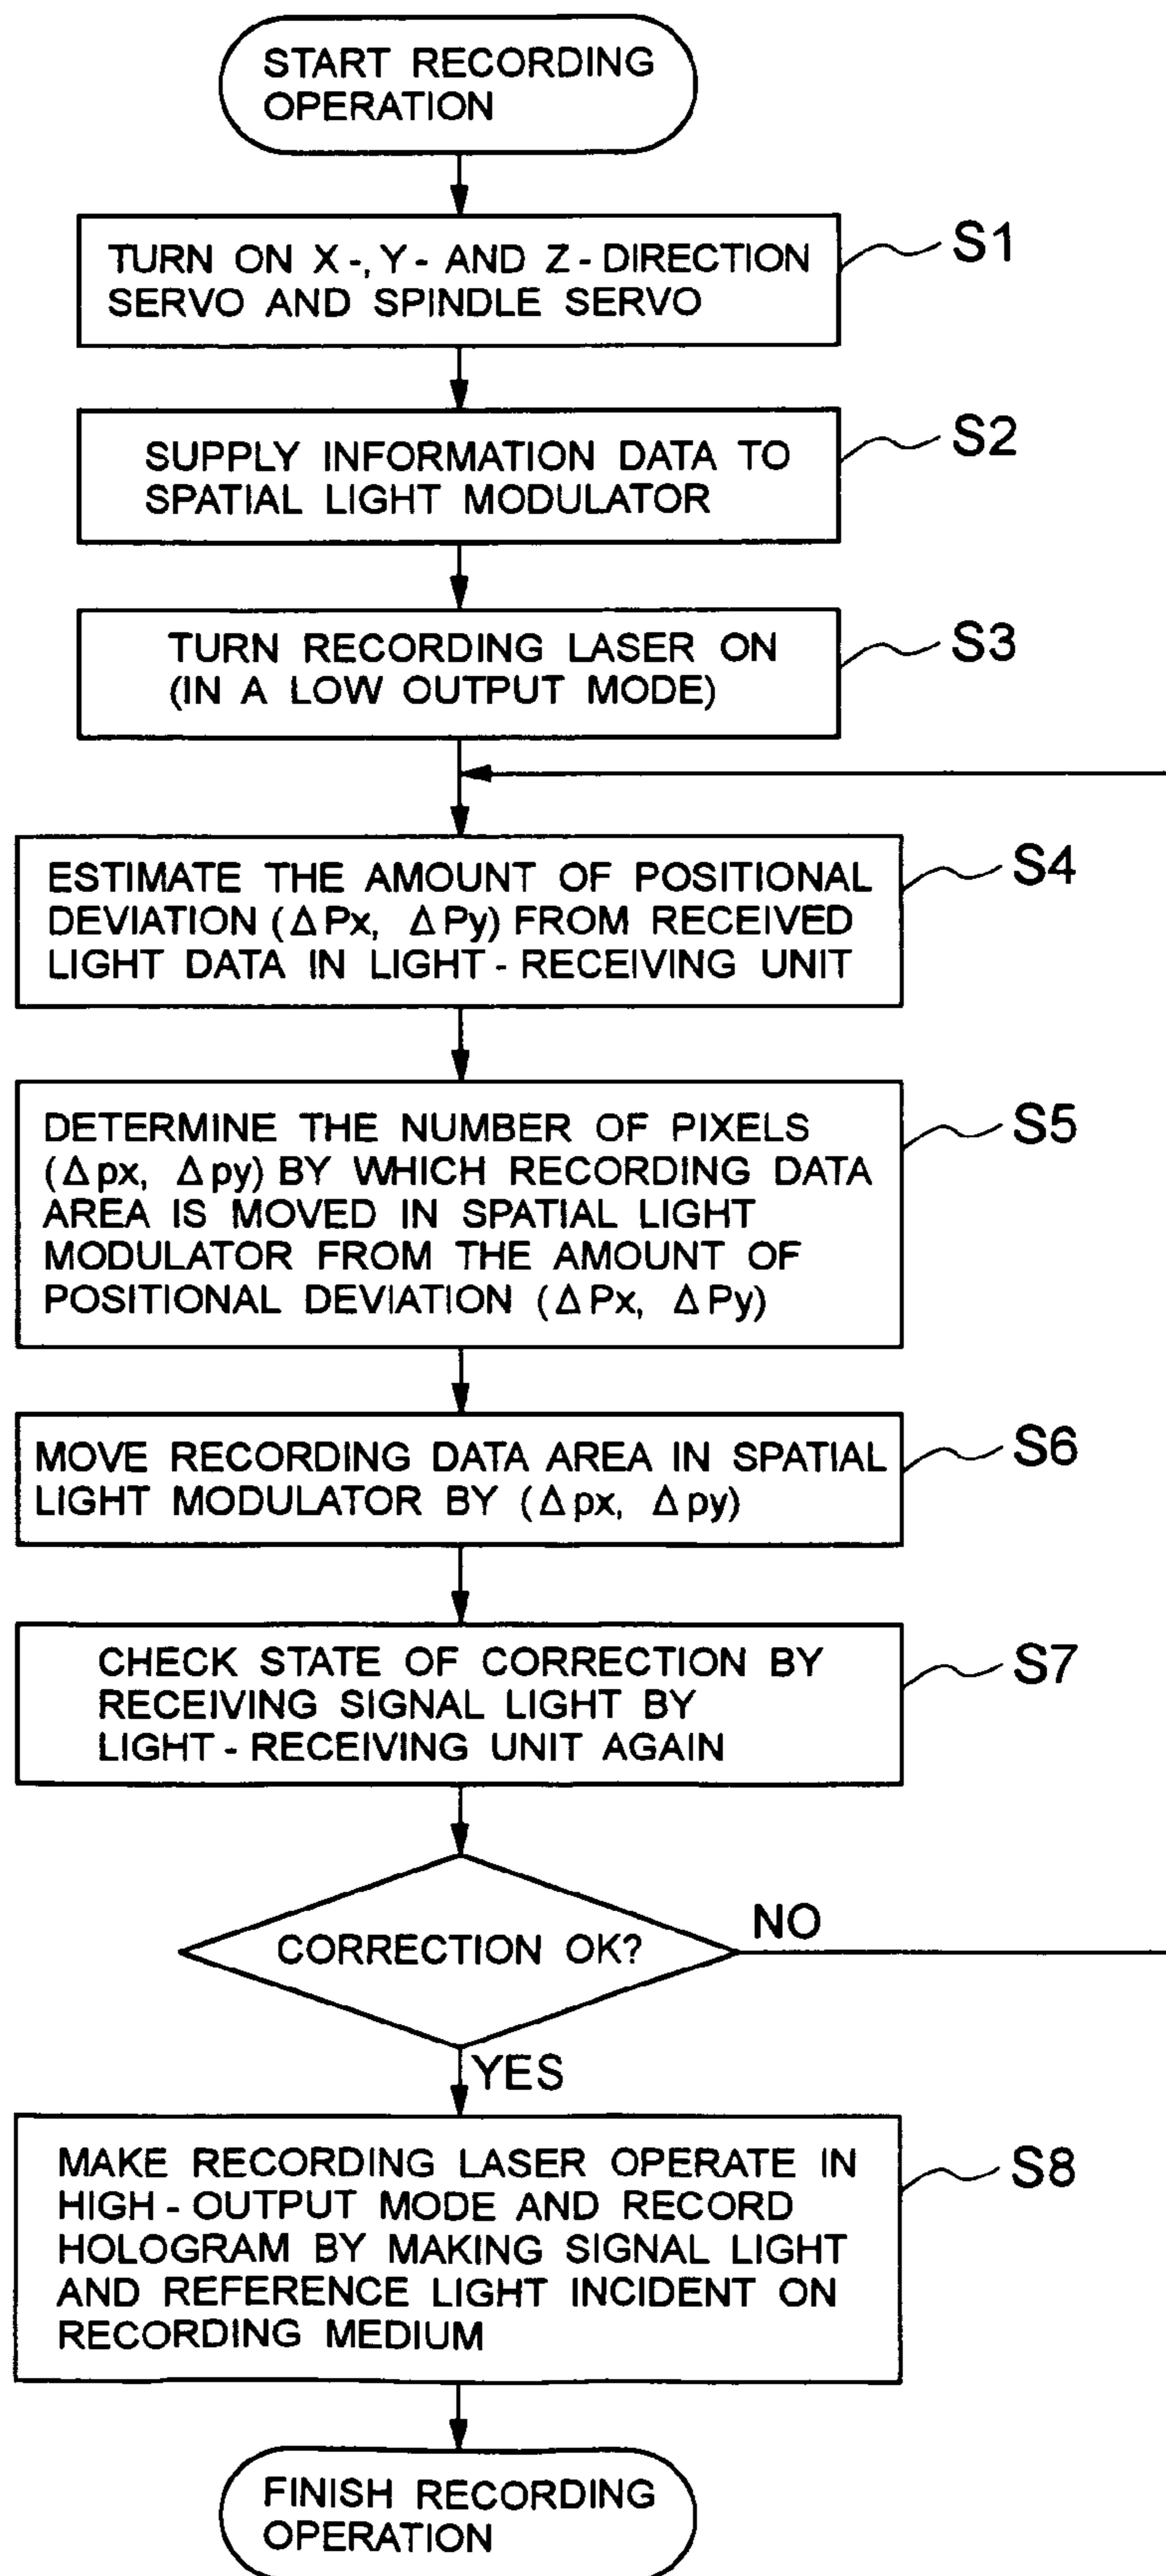 START RECORDING
OPERATION
TURN ON X-, Y- AND Z-DIRECTION
SERVO AND SPINDLE SERVO
S1
SUPPLY INFORMATION DATA TO
SPATIAL LIGHT MODULATOR
S2
TURN RECORDING LASER ON
(IN A LOW OUTPUT MODE)
S3
ESTIMATE THE AMOUNT OF POSITIONAL
DEVIATION (ΔPx, ΔPy) FROM RECEIVED
LIGHT DATA IN LIGHT-RECEIVING UNIT
S4
DETERMINE THE NUMBER OF PIXELS
(Δpx, Δpy) BY WHICH RECORDING DATA
AREA IS MOVED IN SPATIAL LIGHT
MODULATOR FROM THE AMOUNT OF
POSITIONAL DEVIATION (ΔPx, ΔPy)
S5
MOVE RECORDING DATA AREA IN SPATIAL
LIGHT MODULATOR BY (Δpx, Δpy)
S6
CHECK STATE OF CORRECTION BY
RECEIVING SIGNAL LIGHT BY
LIGHT-RECEIVING UNIT AGAIN
S7
CORRECTION OK?
NO
YES
MAKE RECORDING LASER OPERATE IN
HIGH-OUTPUT MODE AND RECORD
HOLOGRAM BY MAKING SIGNAL LIGHT
AND REFERENCE LIGHT INCIDENT ON
RECORDING MEDIUM
S8
FINISH RECORDING
OPERATION